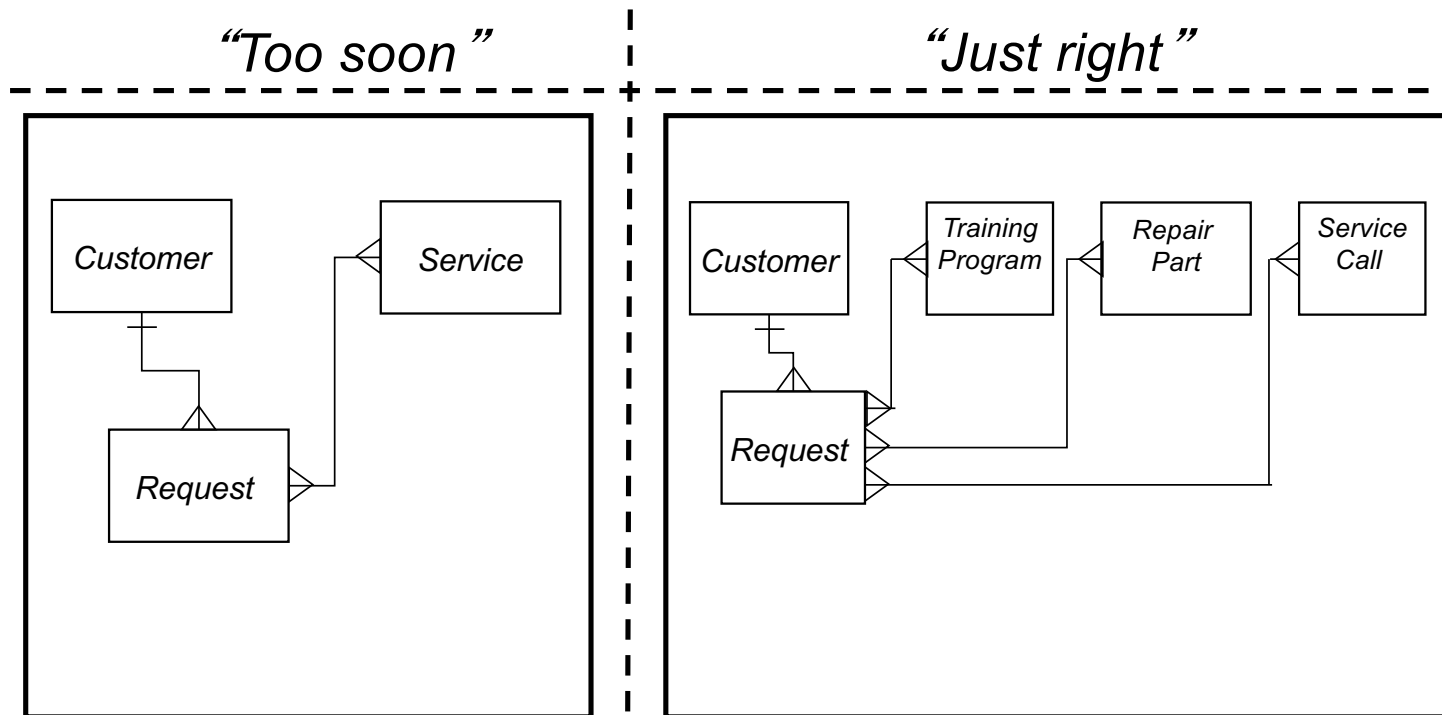 “Too soon”
“Just right”
Customer
Service
Request
Customer
Training
Program
Repair
Part
Service
Call
Request